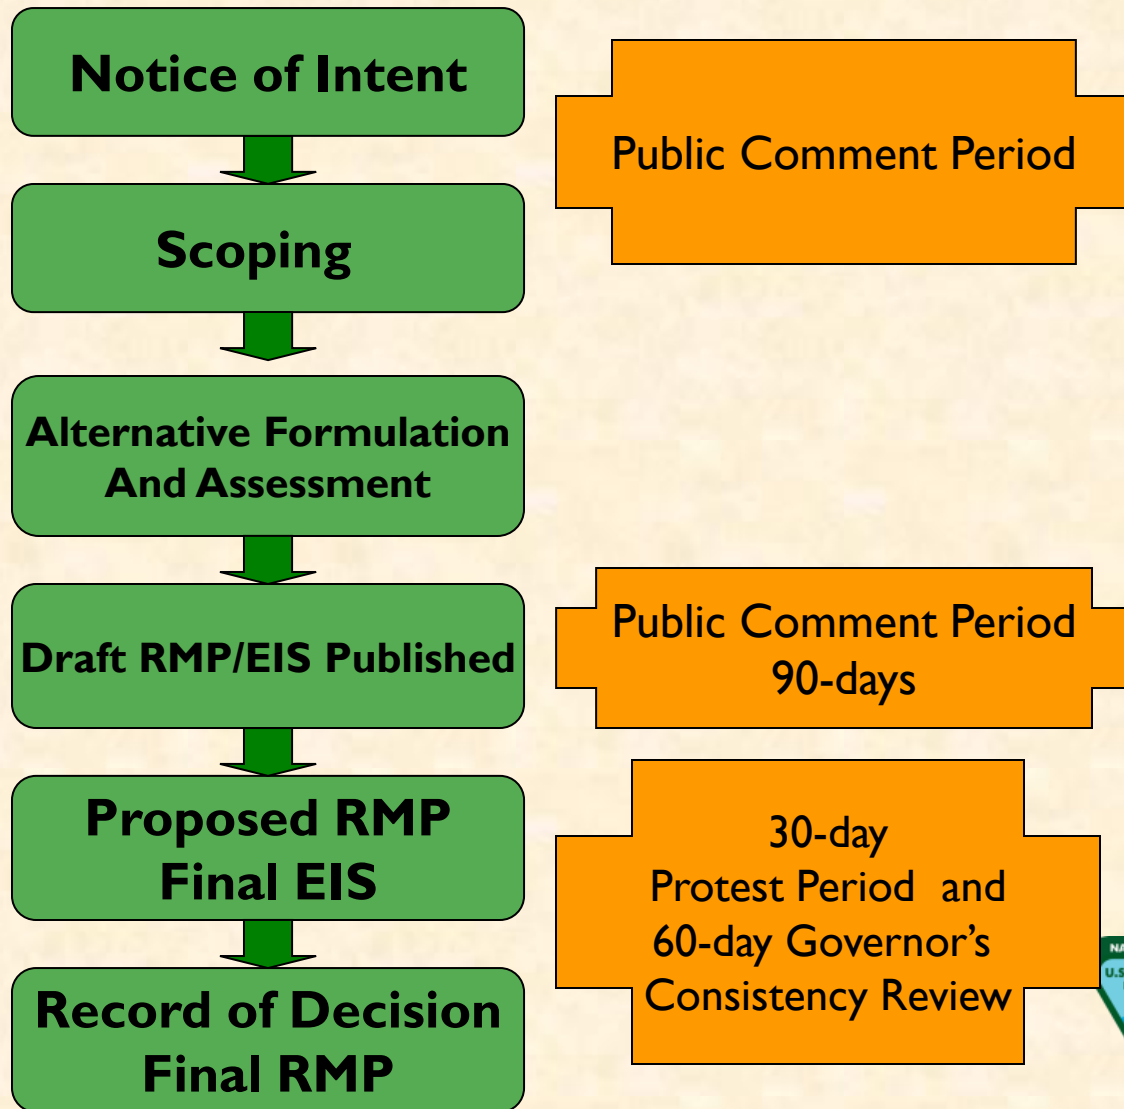 Notice of Intent
Public Comment Period
Scoping
Alternative Formulation
And Assessment
Draft RMP/EIS Published
Public Comment Period
90-days
Proposed RMP
Final EIS
30-day
Protest Period and
60-day Governor’s
Consistency Review
Record of Decision
Final RMP